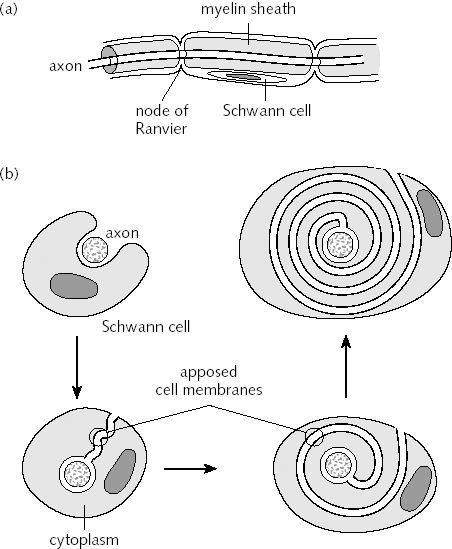 (a)
myelin sheath
axon
node of
Ranvier
Schwann cell
(b)
axon
Schwann cell
apposed
cell membranes
cytoplasm